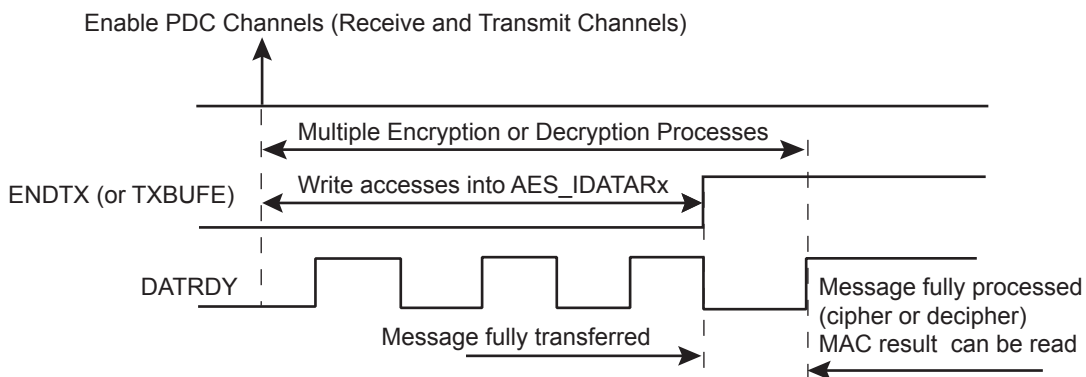 Enable PDC Channels (Receive and Transmit Channels)
Multiple Encryption or Decryption Processes
ENDTX (or TXBUFE)
Write accesses into AES_IDATARx
DATRDY
Message fully transferred
Message fully processed
(cipher or decipher)
MAC result can be read